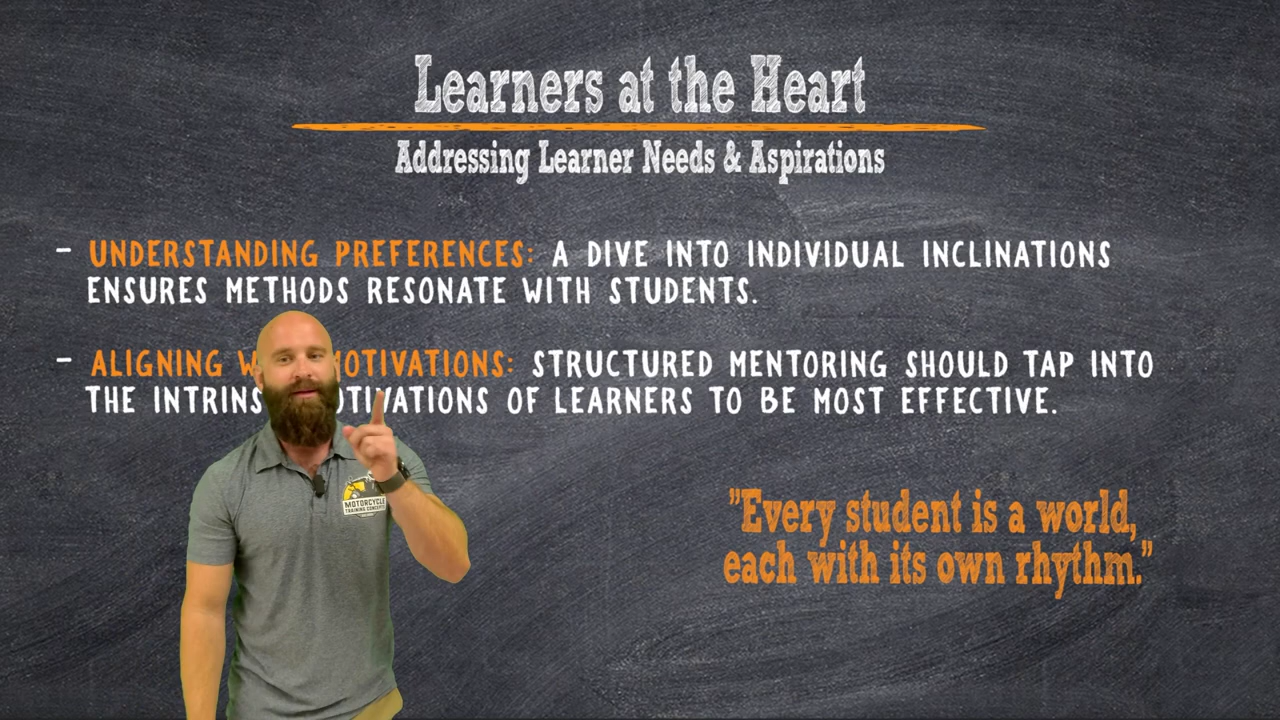 Learners at the Heart
Addressing Learner Needs & Aspirations
- UNDERSTANDING PREFERENCES: A DIVE INTO INDIVIDUAL INCLINATIONS
ENSURES METHODS RESONATE WITH STUDENTS.
- ALIGNING MOTIVATIONS: STRUCTURED MENTORING SHOULD TAP INTO
THE OF LEARNERS TO BE MOST EFFECTIVE.
MOTORCYCLE
TRAINING CONCEPTS
"Every student is a world,
each with its own rhythm."